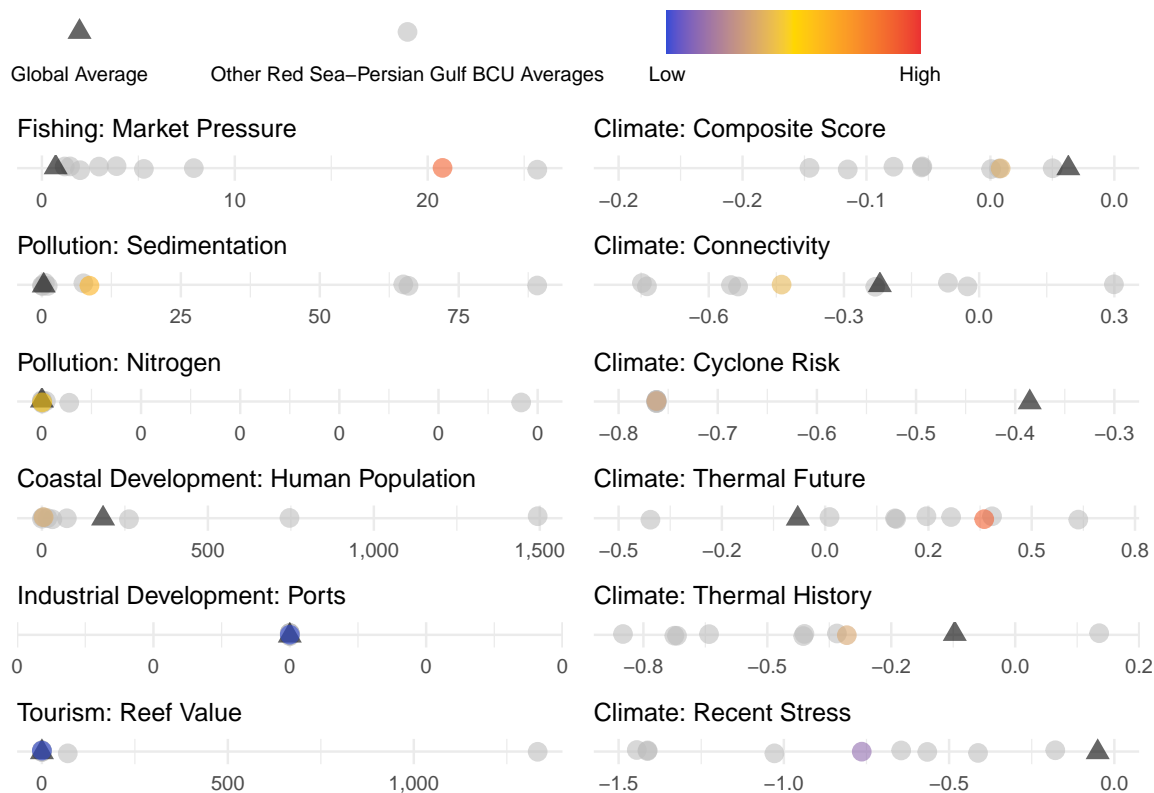 Global Average
Other Red Sea−Persian Gulf BCU Averages
Low
High
Fishing: Market Pressure
0 10 20
Climate: Composite Score
−0.2 −0.2 −0.1 0.0 0.0
Pollution: Sedimentation
0 25 50 75
Climate: Connectivity
−0.6 −0.3 0.0 0.3
Pollution: Nitrogen
0 0 0 0 0 0
Climate: Cyclone Risk
−0.8 −0.7 −0.6 −0.5 −0.4 −0.3
Coastal Development: Human Population
0 500 1,000 1,500
Climate: Thermal Future
−0.5 −0.2 0.0 0.2 0.5 0.8
Industrial Development: Ports
0 0 0 0 0
Climate: Thermal History
−0.8 −0.5 −0.2 0.0 0.2
Tourism: Reef Value
0 500 1,000
Climate: Recent Stress
−1.5 −1.0 −0.5 0.0